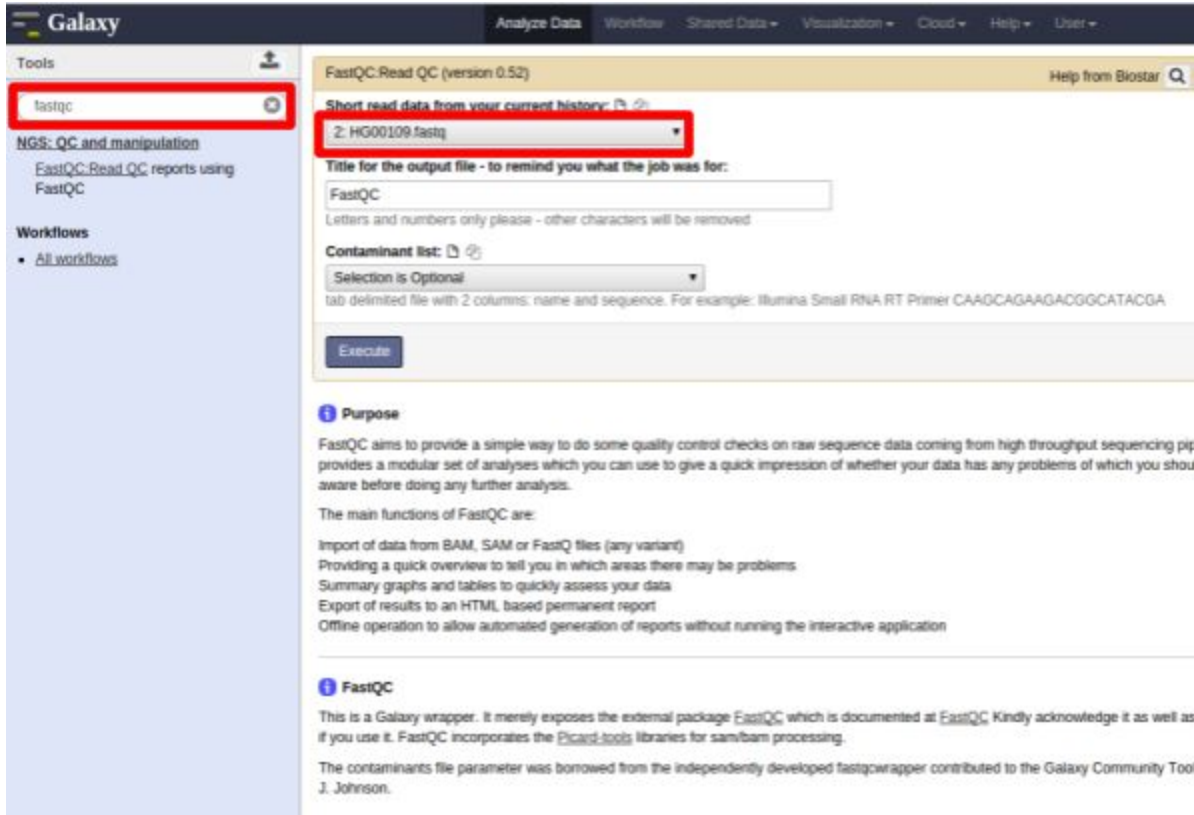 Galaxy
Analyze Data Workflow Shared Data Visualization Cloud Help User
Tools
fastqc
NGS: QC and manipulation
FastQC:Read QC reports using
FastQC
Workflows
All workflows
FastQC:Read QC (version 0.52)
Help from Biostar
Short read data from your current history:
2: HG00109.fastq
Title for the output file - to remind you what the job was for:
FastQC
Letters and numbers only please - other characters will be removed
Contaminant list:
Selection is Optional
tab delimited file with 2 columns: name and sequence. For example: Illumina Small RNA RT Primer CAAGCAGAAGACGGCATACGA
Execute
Purpose
FastQC aims to provide a simple way to do some quality control checks on raw sequence data coming from high throughput sequencing pip
provides a modular set of analyses which you can use to give a quick impression of whether your data has any problems of which you shou
aware before doing any further analysis.
The main functions of FastQC are:
Import of data from BAM, SAM or FastQ files (any variant)
Providing a quick overview to tell you in which areas there may be problems
Summary graphs and tables to quickly assess your data
Export of results to an HTML based permanent report
Offline operation to allow automated generation of reports without running the interactive application
FastQC
This is a Galaxy wrapper. It merely exposes the external package FastQC which is documented at FastQC Kindly acknowledge it as well as
if you use it. FastQC incorporates the Picard-tools libraries for sam/bam processing.
The contaminants file parameter was borrowed from the independently developed fastqcwrapper contributed to the Galaxy Community Too
J. Johnson.